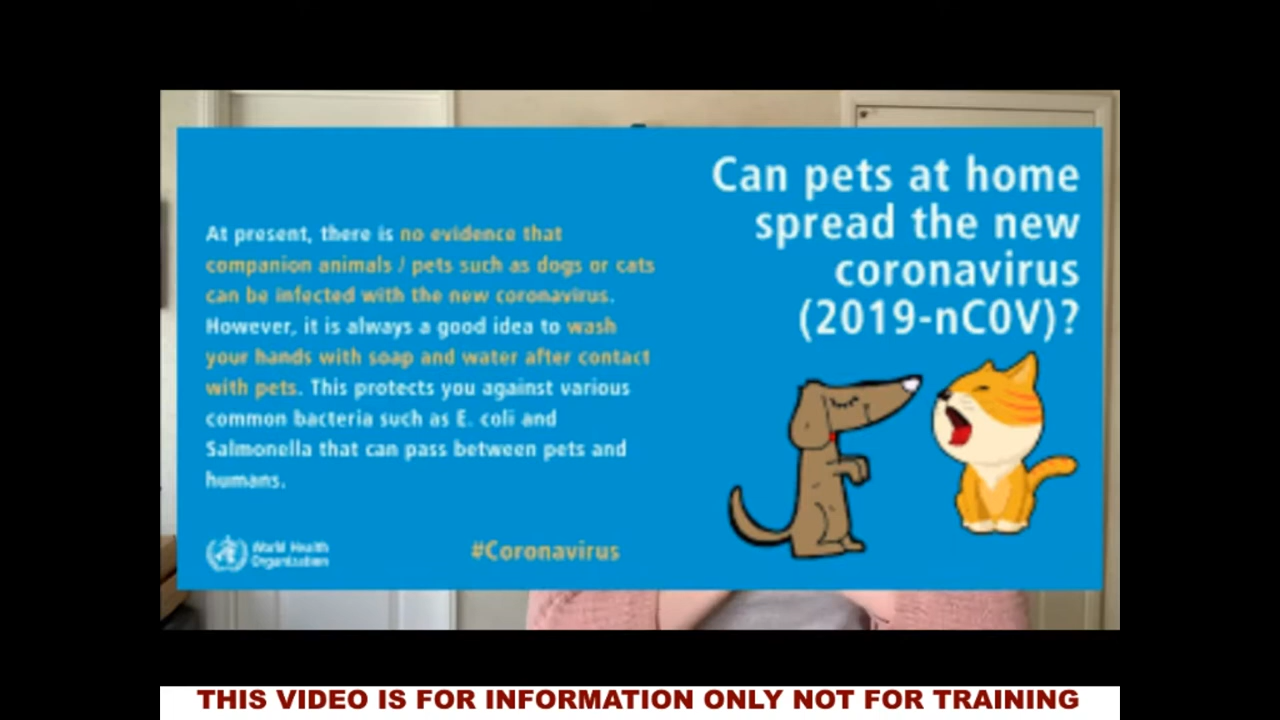 Can pets at home
spread the new
coronavirus
(2019-nC0V)?
At present, there is no evidence that
companion animals / pets such as dogs or cats
can be infected with the new coronavirus.
However, it is always a good idea to wash
your hands with soap and water after contact
with pets. This protects you against various
common bacteria such as E. coli and
Salmonella that can pass between pets and
humans.
World Health
Organization
#Coronavirus
THIS VIDEO IS FOR INFORMATION ONLY NOT FOR TRAINING